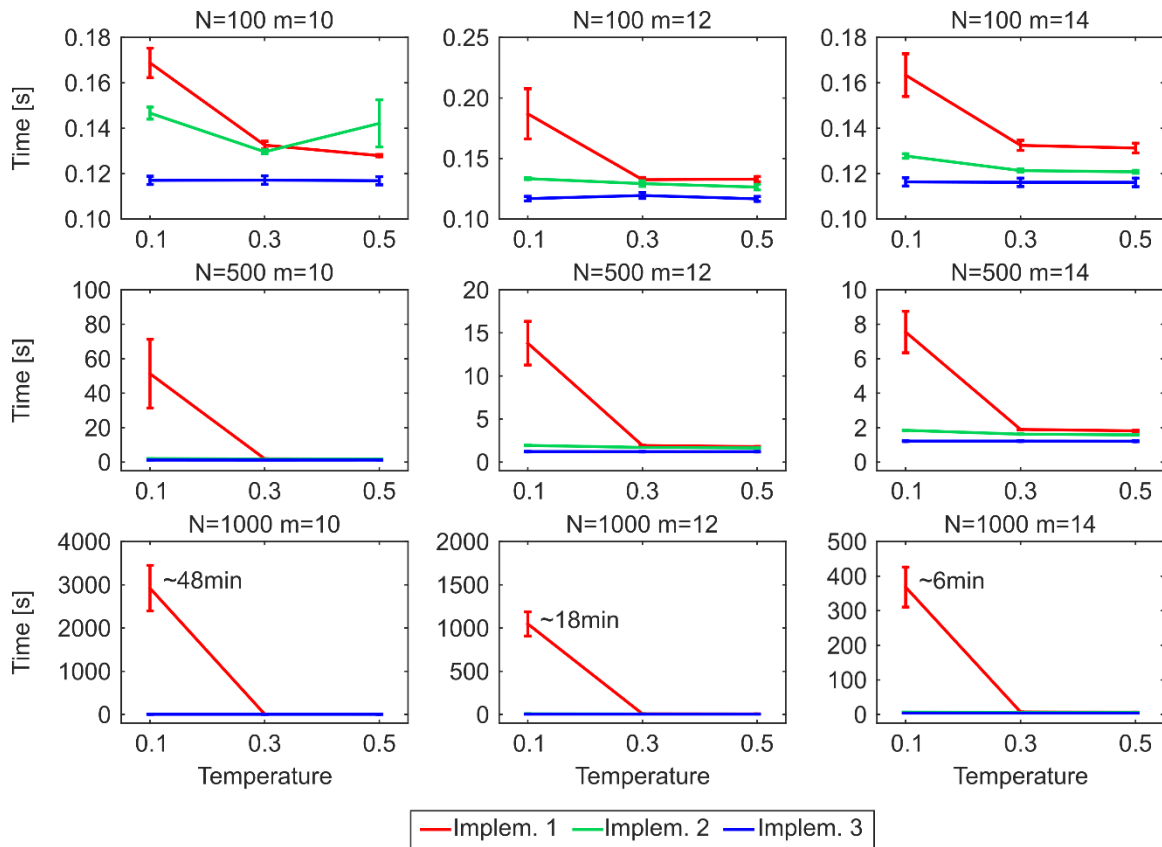 N=100 m=10
N=100 m=12
N=100 m=14
Time [s]
0.18
0.16
0.14
0.12
0.10
0.1 0.3 0.5
0.25
0.20
0.15
0.10
0.1 0.3 0.5
0.18
0.16
0.14
0.12
0.10
0.1 0.3 0.5
N=500 m=10
N=500 m=12
N=500 m=14
Time [s]
100
80
60
40
20
0
0.1 0.3 0.5
20
15
10
5
0
0.1 0.3 0.5
10
8
6
4
2
0
0.1 0.3 0.5
N=1000 m=10
N=1000 m=12
N=1000 m=14
Time [s]
4000
3000
2000
1000
0
~48min
0.1 0.3 0.5
Temperature
2000
1500
1000
500
0
~18min
0.1 0.3 0.5
Temperature
500
400
300
200
100
0
~6min
0.1 0.3 0.5
Temperature
Implem. 1 Implem. 2 Implem. 3